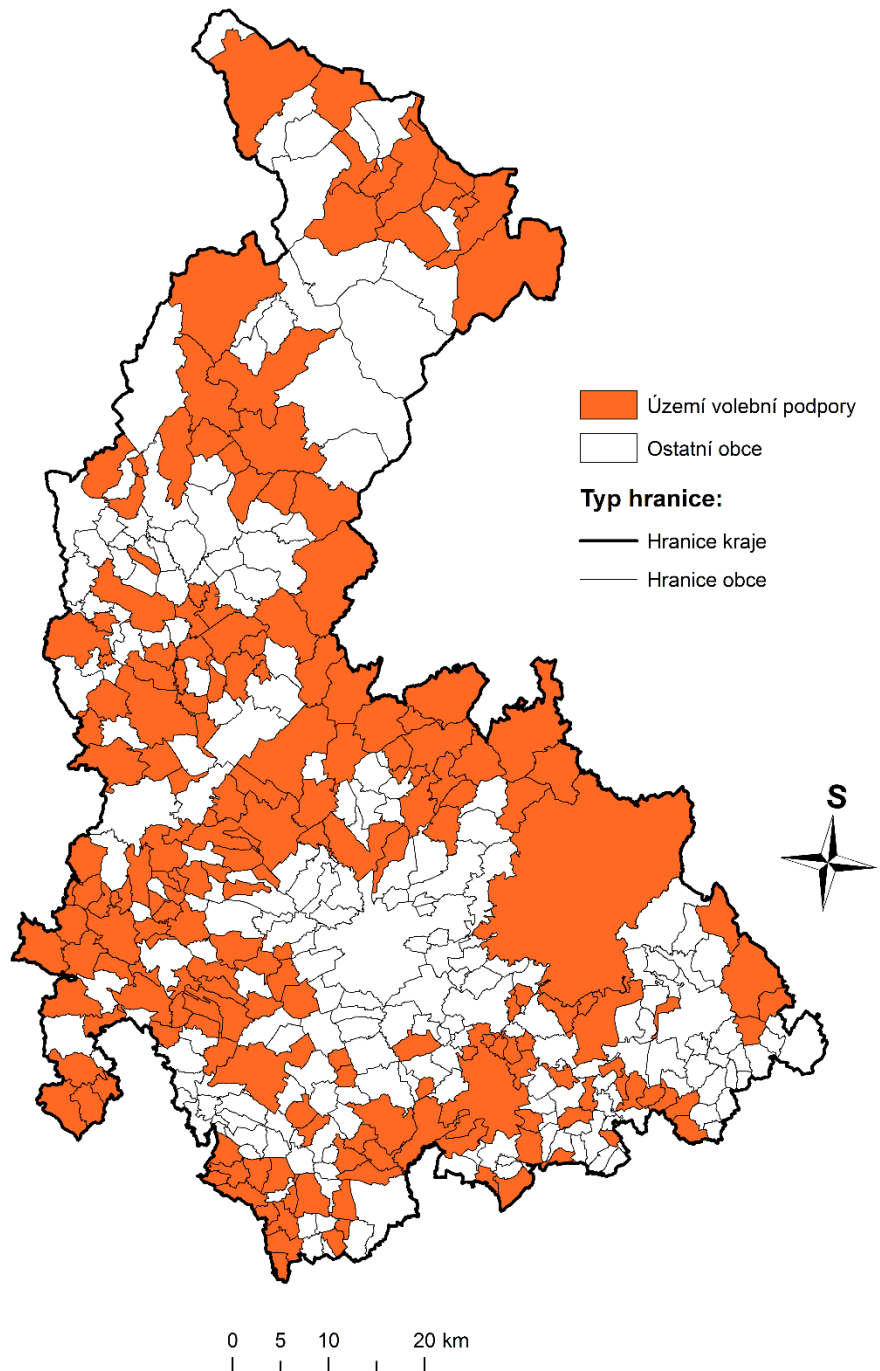 Území volební podpory
Ostatní obce
Typ hranice:
Hranice kraje
Hranice obce
S
0 5 10 20 km